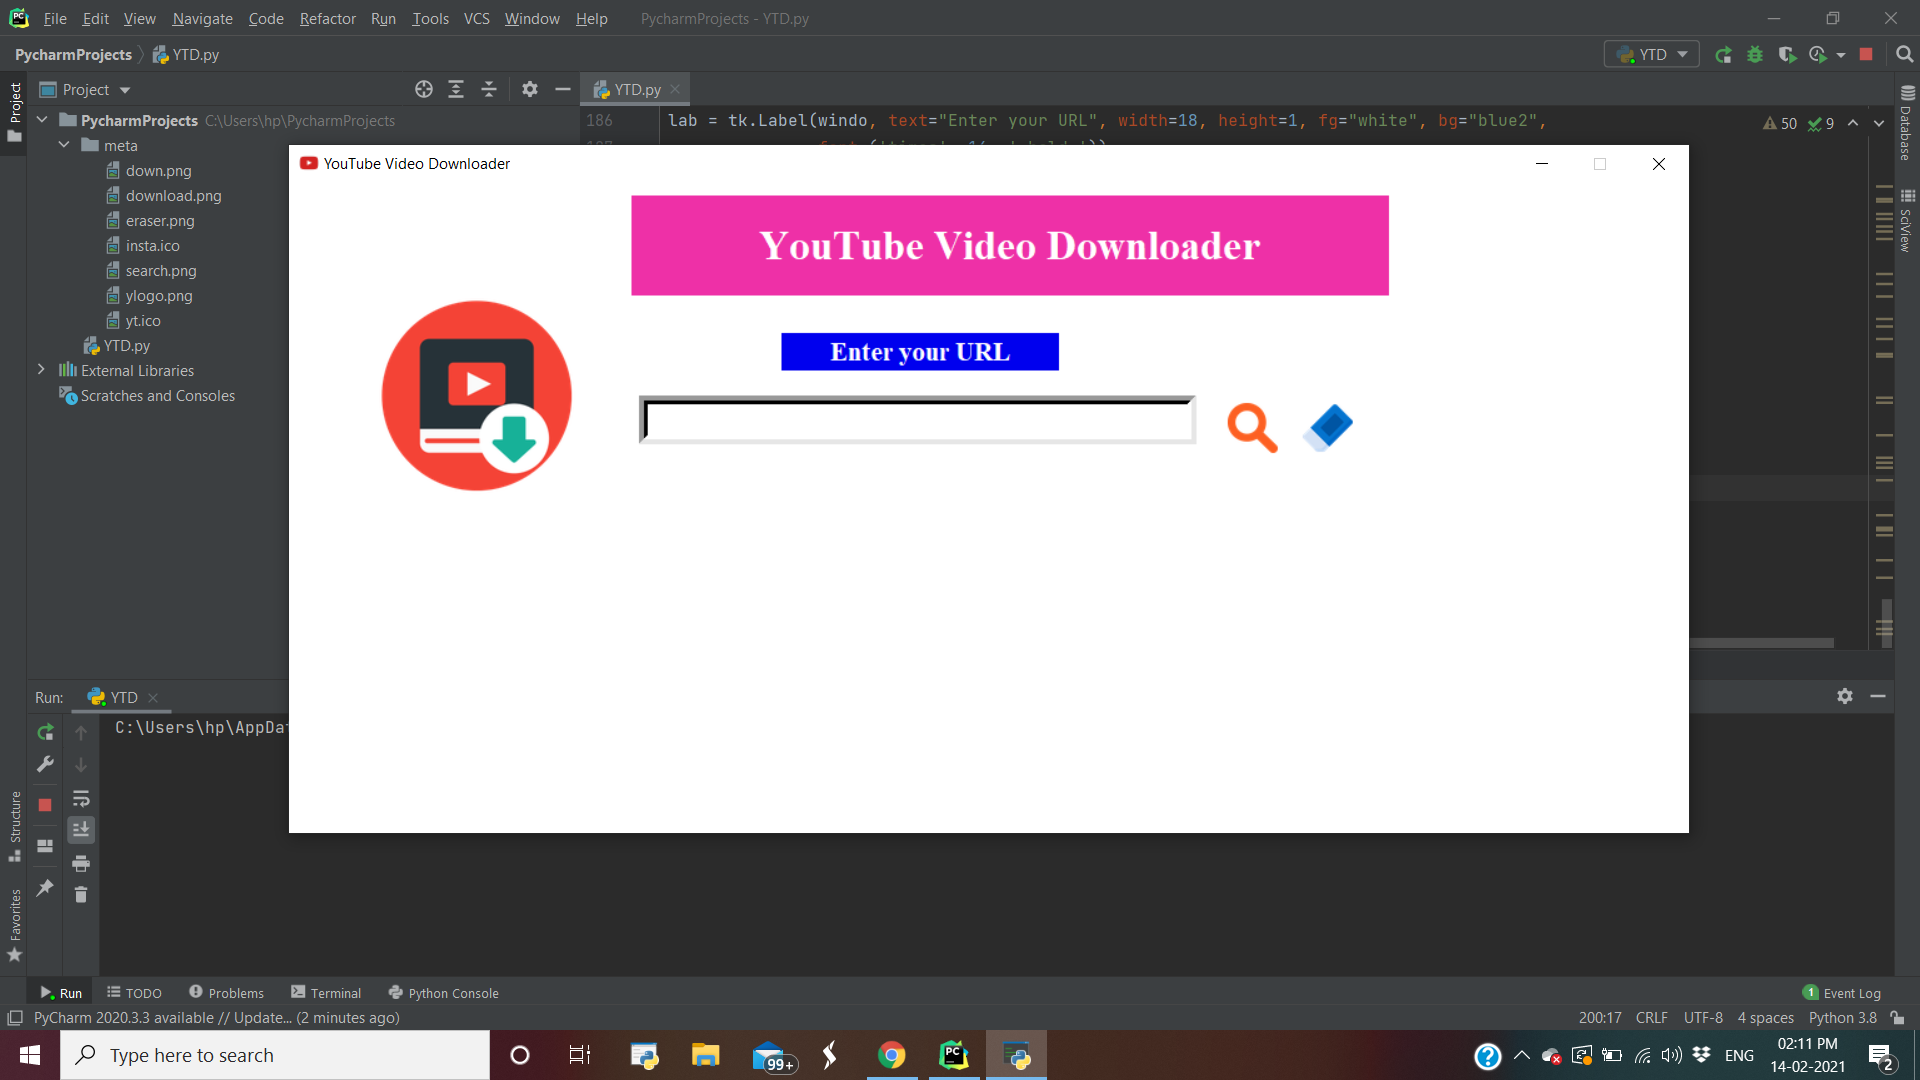 File Edit View Navigate Code Refactor Run Tools VCS Window Help PycharmProjects - YTD.py
PycharmProjects YTD.py
YTD
Project
Project
YTD.py
PycharmProjects C:\Users\hp\PycharmProjects
186 lab = tk.Label(windo, text="Enter your URL", width=18, height=1, fg="white", bg="blue2",
50 9
Database
SciView
meta
down.png
download.png
eraser.png
insta.ico
search.png
ylogo.png
yt.ico
YTD.py
External Libraries
Scratches and Consoles
YouTube Video Downloader
YouTube Video Downloader
Enter your URL
Run: YTD
C:\Users\hp\AppDa
Structure
Favorites
Run TODO Problems Terminal Python Console
1 Event Log
PyCharm 2020.3.3 available // Update... (2 minutes ago)
200:17 CRLF UTF-8 4 spaces Python 3.8
Type here to search
99+
PC
ENG
02:11 PM
14-02-2021
2